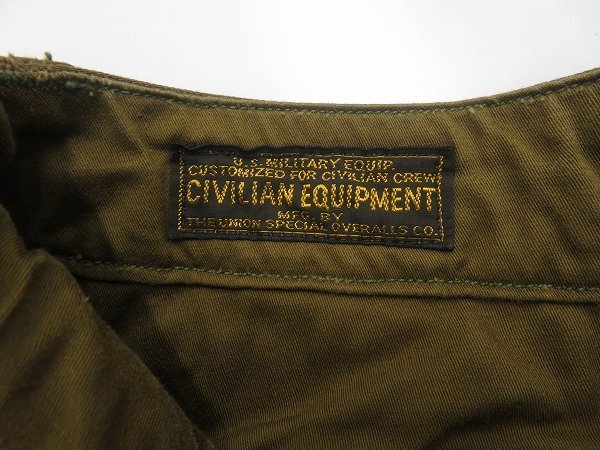 U.S. MILITARY EQUIP.
CUSTOMIZED FOR CIVILIAN CREW
CIVILIAN EQUIPMENT
MFG. BY
THE UNION SPECIAL OVERALLS CO.